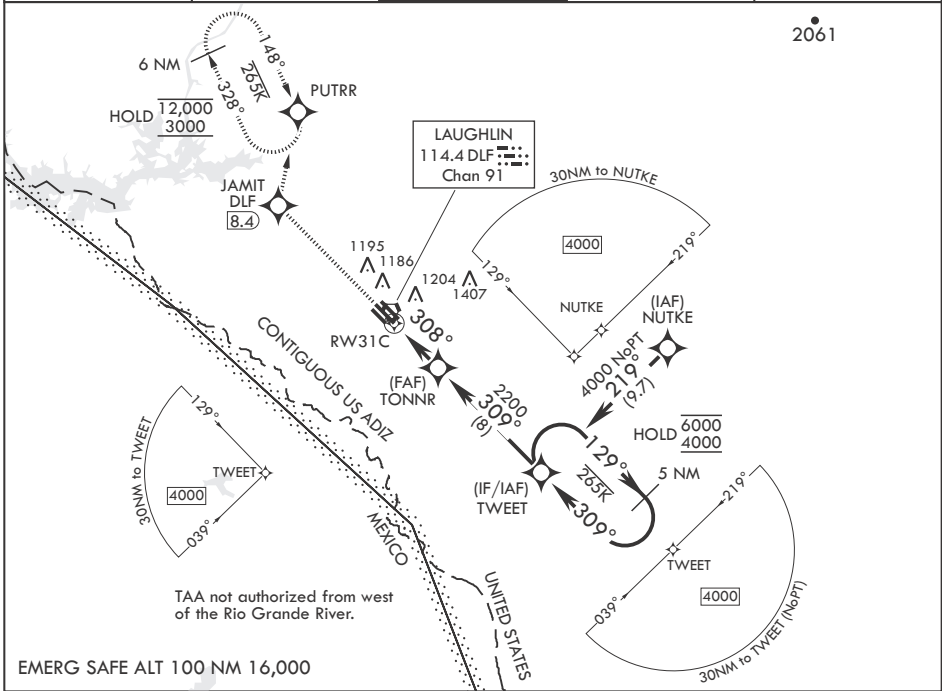 2061
148°
6 NM
265K
328°
PUTRR
HOLD 12,000
3000
LAUGHLIN
114.4 DLF
Chan 91
JAMIT
DLF
8.4
30NM to NUTKE
4000
129°
219°
NUTKE
(IAF)
NUTKE
1195
1186
1204
1407
RW31C
308°
(FAF)
TONNR
4000 NoPT
219°
(9.7)
2200
309°
(8)
HOLD 6000
4000
129°
265K
5 NM
309°
(IF/IAF)
TWEET
CONTIGUOUS US ADIZ
30NM to TWEET
129°
TWEET
4000
039°
MEXICO
UNITED STATES
219°
TWEET
4000
039°
30NM to TWEET (NoPT)
TAA not authorized from west
of the Rio Grande River.
EMERG SAFE ALT 100 NM 16,000